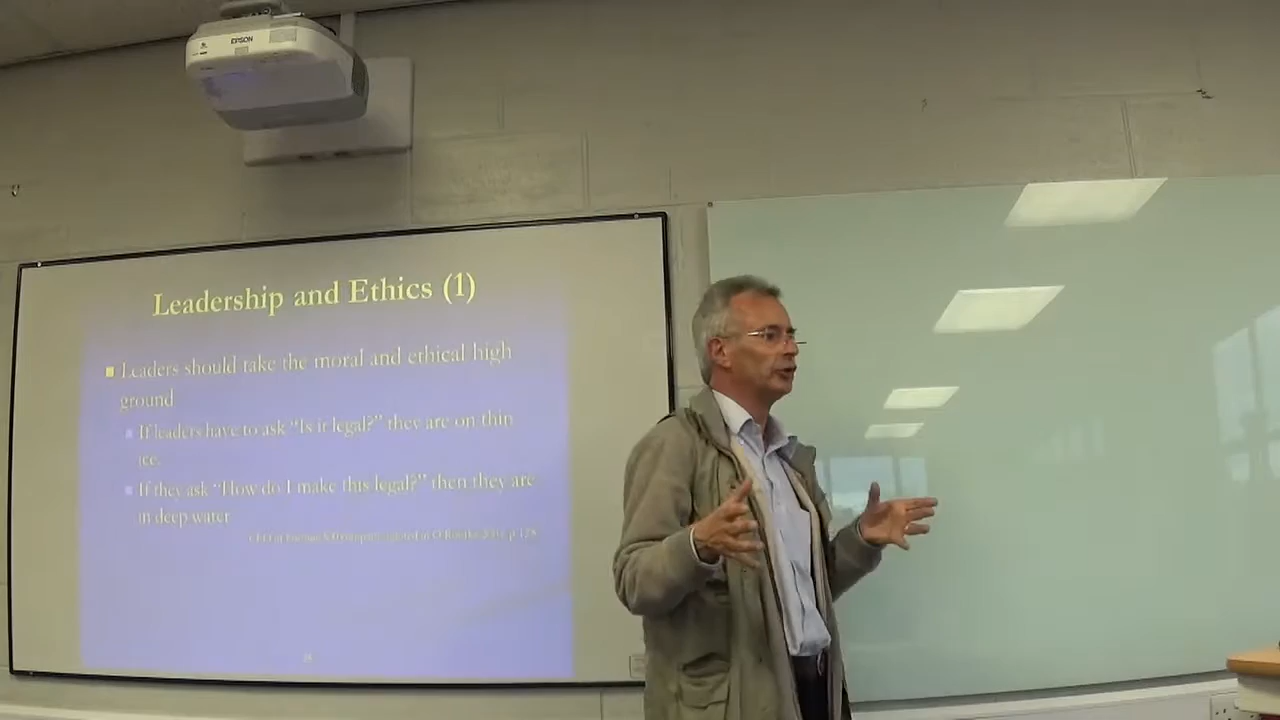 EPSON
Leadership and Ethics (1)
Leaders should take the moral and ethical high
ground
If leaders have to ask "Is it legal?" they are on thin
ice.
If they ask "How do I make this legal?" then they are
in deep water